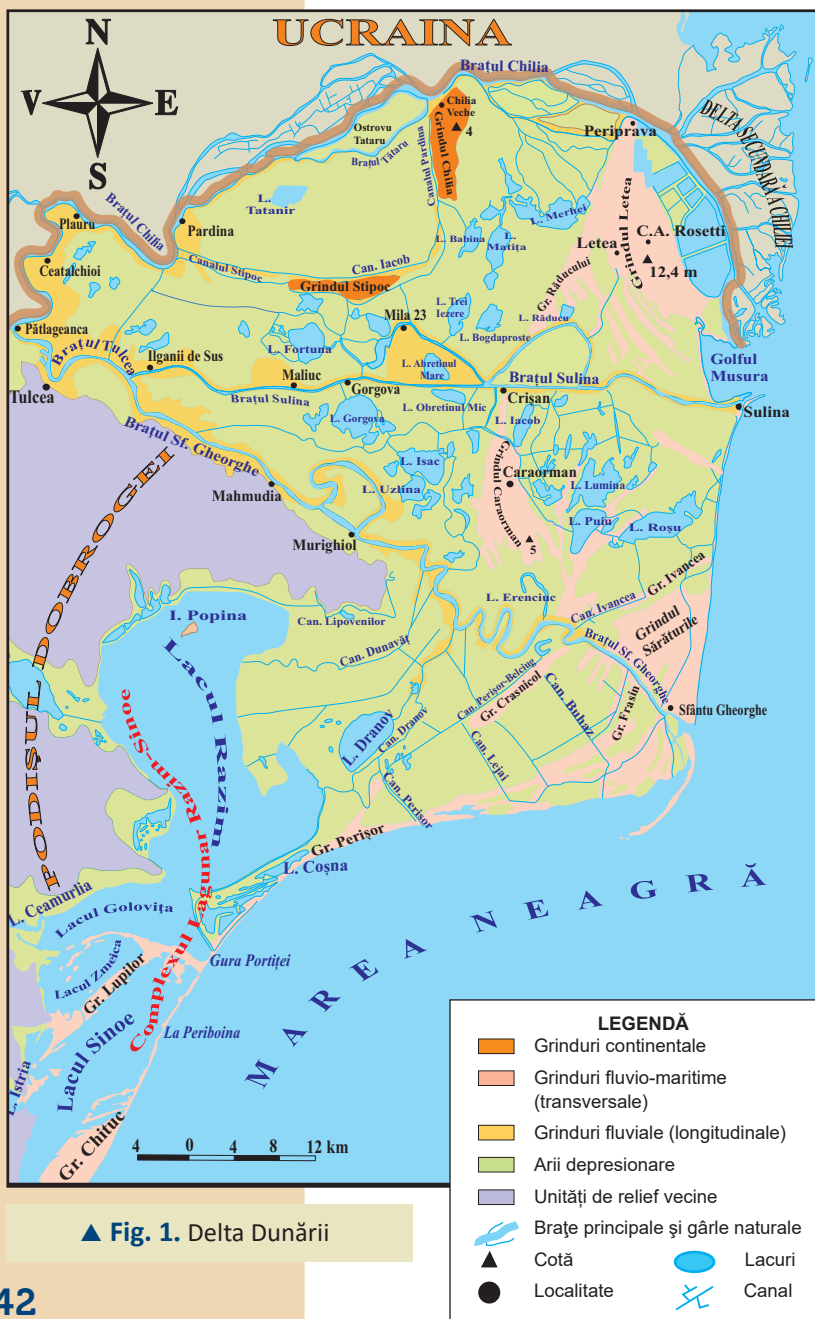 UCRAINA
N
V
E
S
Brațul Chilia
Chilia
Veche
4
Grindul Chilia
Canalul Pardina
Ostrovu
Tataru
Brațul Tătaru
Periprava
DELTA SECUNDARĂ A CHILIEI
L.
Tatanir
Brațul Chilia
Plauru
Pardina
Ceatalchioi
L. Merhei
L. Babina
L.
Matița
Letea
Grindul Letea
C.A. Rosetti
12,4 m
Canalul Stipoc
Can. Iacob
Grindul Stipoc
Gr. Răducului
L. Trei
Iezere
L. Răducu
Pătlageanca
Mila 23
L. Bogdaproste
Brațul Tulcea
Ilganii de Sus
L. Fortuna
L. Abretinul
Mare
Golful
Musura
Tulcea
Maliuc
Gorgova
Brațul Sulina
Brațul Sulina
Crișan
Sulina
L. Obretinul Mic
L. Iacob
L. Gorgova
Brațul Sf. Gheorghe
L. Isac
Grindul Caraorman
Caraorman
L. Uzlina
L. Lumina
Mahmudia
L. Puiu
L. Roșu
Murighiol
5
PODIȘUL DOBROGEI
L. Erenciuc
Can. Ivancea
Gr. Ivancea
I. Popina
Can. Lipovenilor
Grindul
Sărăturile
Can. Dunavăț
Brațul Sf. Gheorghe
Lacul Razim
Can. Perișor-Belciug
Gr. Crasnicol
Can. Buhaz
Gr. Frasin
Sfântu Gheorghe
L. Dranov
Can. Dranov
Can. Lejai
Complexul Lagunar Razim-Sinoe
Can. Perisor
Gr. Perișor
L. Coșna
L. Ceamurlia
Lacul Golovița
MAREA NEAGRĂ
Gura Portiței
Lacul Zmeica
Gr. Lupilor
La Periboina
Lacul Sinoe
L. Istria
Gr. Chituc
4 0 4 8 12 km
LEGENDĂ
Grinduri continentale
Grinduri fluvio-maritime
(transversale)
Grinduri fluviale (longitudinale)
Arii depresionare
Unități de relief vecine
Brațe principale și gârle naturale
Cotă
Lacuri
Localitate
Canal
▲ Fig. 1. Delta Dunării
42